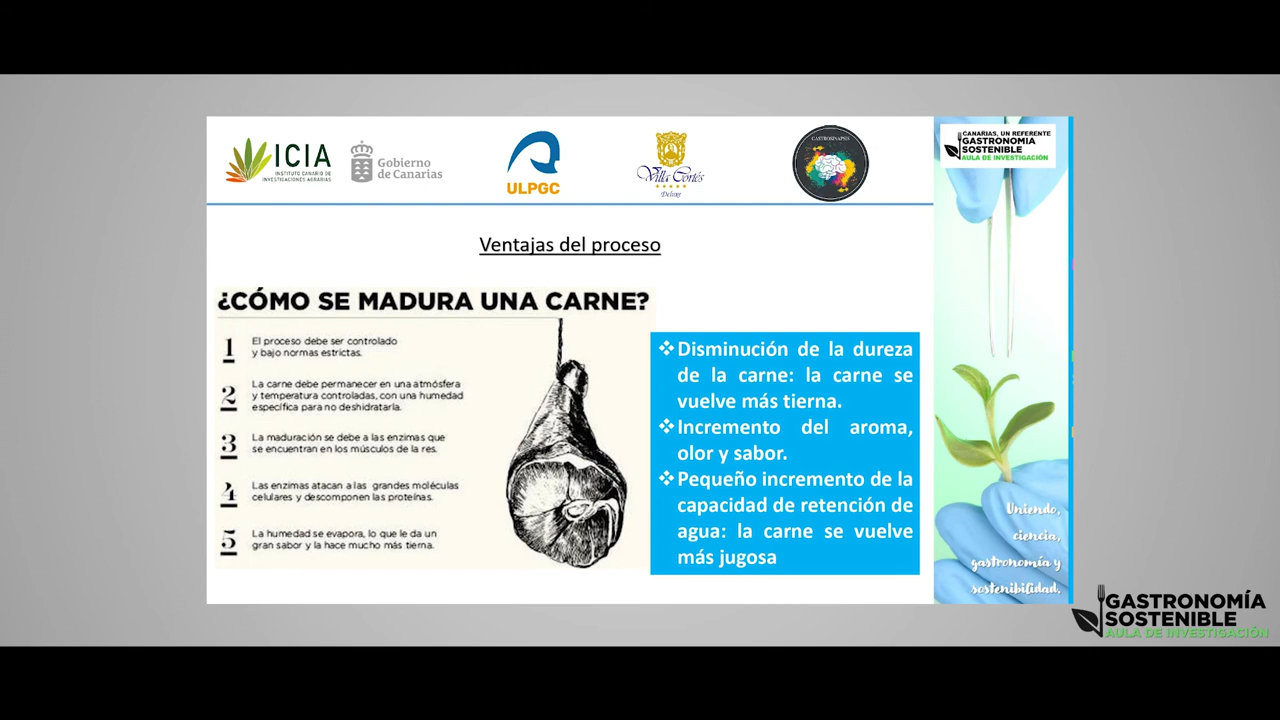 ICIA
INSTITUTO CANARIO DE
INVESTIGACIONES AGRARIAS
Gobierno
de Canarias
ULPGC
Villa Cortés
Deluxe
GASTROSINAPSIS
CANARIAS, UN REFERENTE
GASTRONOMÍA
SOSTENIBLE
AULA DE INVESTIGACIÓN
Ventajas del proceso
¿CÓMO SE MADURA UNA CARNE?
1 El proceso debe ser controlado
y bajo normas estrictas.
2 La carne debe permanecer en una atmósfera
y temperatura controladas, con una humedad
específica para no deshidratarla.
3 La maduración se debe a las enzimas que
se encuentran en los músculos de la res.
4 Las enzimas atacan a las grandes moléculas
celulares y descomponen las proteínas.
5 La humedad se evapora, lo que le da un
gran sabor y la hace mucho más tierna.
❖Disminución de la dureza
de la carne: la carne se
vuelve más tierna.
❖Incremento del aroma,
olor y sabor.
❖Pequeño incremento de la
capacidad de retención de
agua: la carne se vuelve
más jugosa
Uniendo,
ciencia,
gastronomía y
sostenibilidad.
GASTRONOMÍA
SOSTENIBLE
AULA DE INVESTIGACIÓN